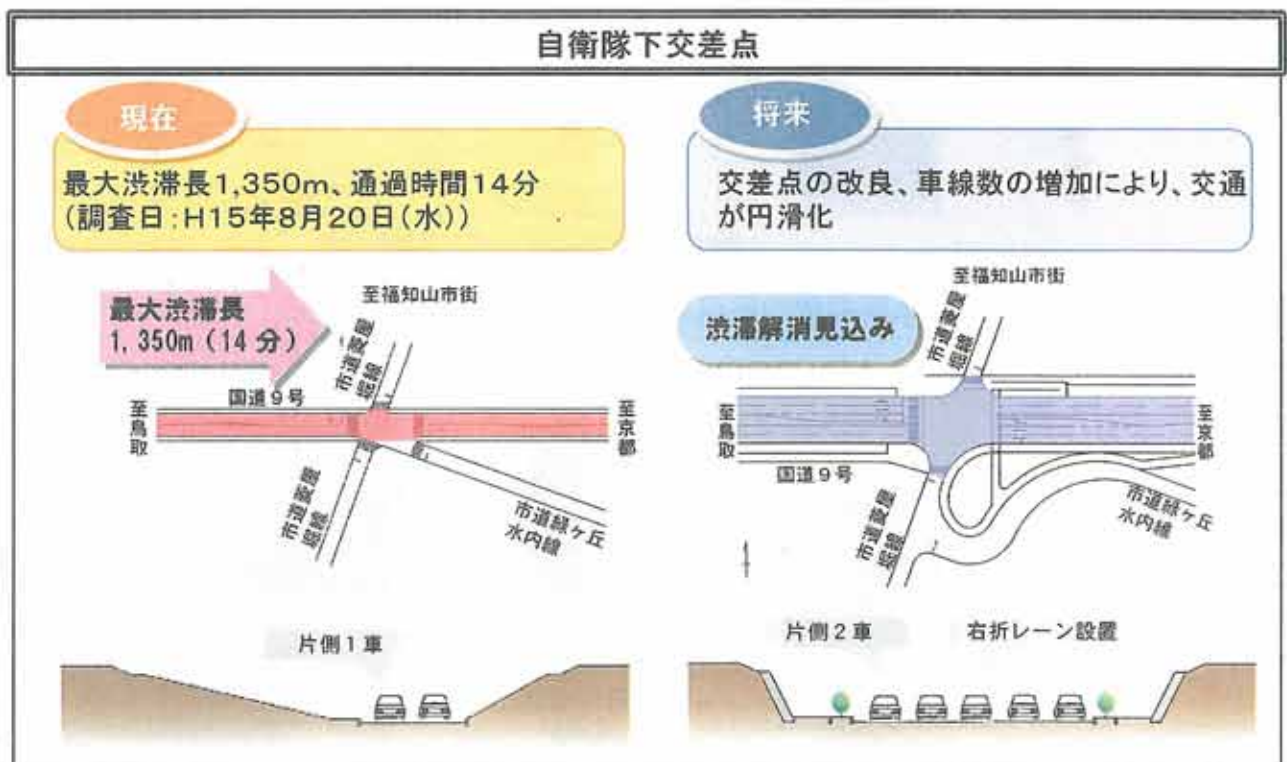 自衛隊下交差点
現在
最大渋滞長1,350m、通過時間14分
(調査日:H15年8月20日(水))
最大渋滞長
1,350m(14分)
至福知山市街
市道菱屋
堀線
国道9号
至鳥取
至京都
市道菱屋
堀線
市道緑ヶ丘
水内線
片側1車
将来
交差点の改良、車線数の増加により、交通
が円滑化
渋滞解消見込み
至福知山市街
市道菱屋
堀線
至鳥取
至京都
国道9号
市道菱屋
堀線
市道緑ヶ丘
水内線
片側2車
右折レーン設置